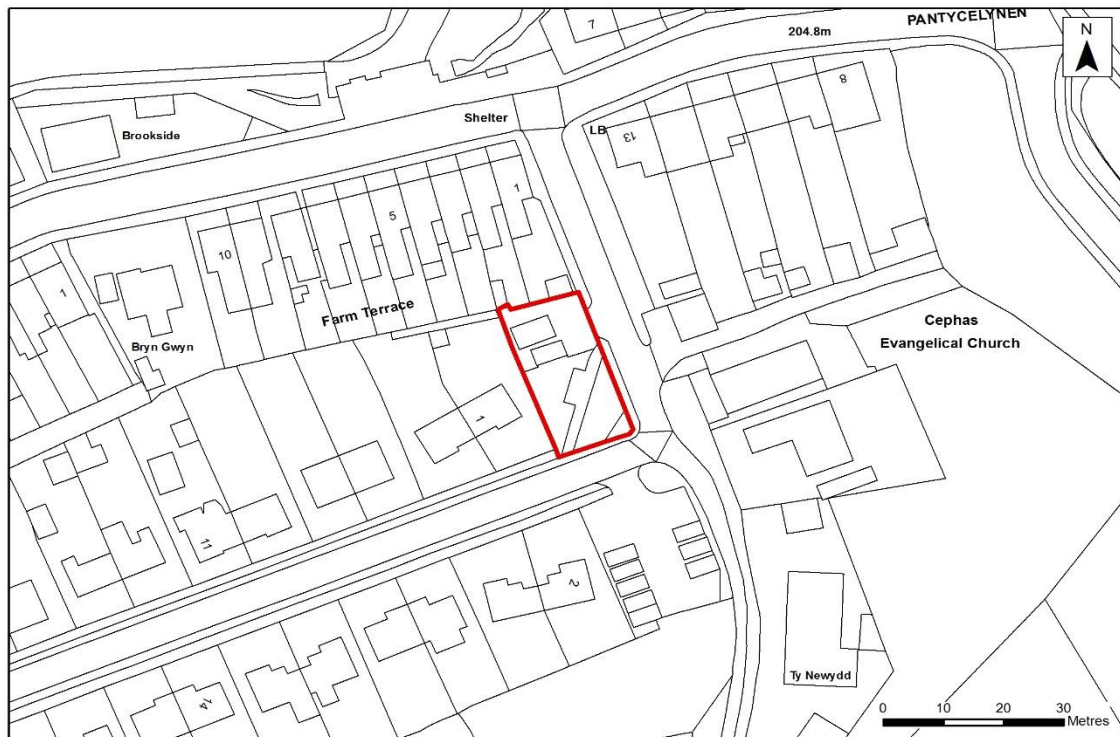 PANTYCELYNEN
7
204.8m
N
Brookside
Shelter
LB
13
8
1
5
10
Farm Terrace
1
Bryn Gwyn
Cephas
Evangelical Church
1
11
2
14
Ty Newydd
0 10 20 30
Metres